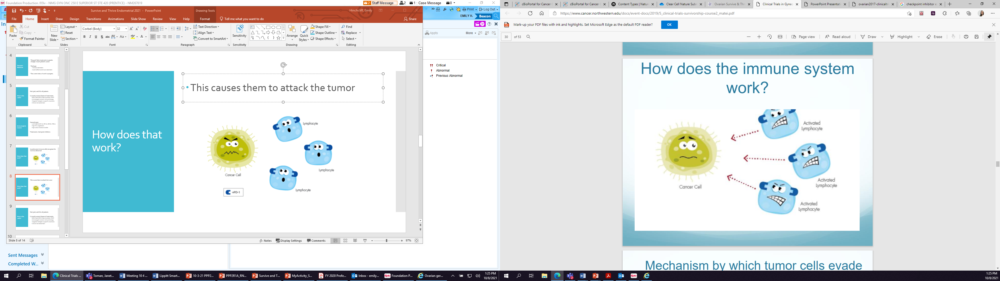 Foundation Production /85lv - NMG GYN ONC 250 E SUPERIOR ST STE 420 (PRENTICE) - NM267619
2 Staff Message
2
1 : Case Message
0
Survive and Thrive Endometrial 2021 - PowerPoint
Drawing Tools
Hinchcliff, Emily
File
Home
Insert
Draw
Design
Transitions
Animations
Slide Show
Review
View
Help
Format
Tell me what you want to do
Share
Paste
Cut
Copy
Format Painter
Clipboard
New Slide
Layout
Reset
Section
Slides
Corbel (Body)
32
Font
Text Direction
Align Text
Convert to SmartArt
Paragraph
Sensitivity
Sensitivity
Arrange
Quick Styles
Shape Fill
Shape Outline
Shape Effects
Drawing
Find
Replace
Select
Editing
Print
Log Out
EMILY H.
Beacon
3+
Appts
More
Critical
Abnormal
Previous Abnormal
4
5
6
7
8
9
10
How does that
work?
• This causes them to attack the tumor
Lymphocyte
Lymphocyte
Lymphocyte
Cancer Cell
=PD-1
Slide 8 of 14
Notes
Display Settings
Comments
97%
Sent Messages
Completed W...
cBioPortal for Cancer
cBioPortal for Cancer
Content Types | Nature
Clear Cell Nature Subm
Ovarian Survive & Thr
Clinical Trials in Gynec
PowerPoint Presentati
ovarian2017-clinicaltr
checkpoint inhibitor e
https://www.cancer.northwestern.edu/docs/event-docs/2019/5_clinical-trials-survivorship-course2_matei.pdf
Mark-up your PDF files with ink and highlights. Set Microsoft Edge as the default PDF reader?
OK
30 of 53
Page view
Read aloud
Draw
Highlight
Erase
How does the immune system
work?
Activated
Lymphocyte
Activated
Lymphocyte
Activated
Lymphocyte
Cancer Cell
Mechanism by which tumor cells evade
Clinical Trials ...
Toman, Janet...
Meeting 10 4 ...
Lippitt Smart...
10-3-21 PPP2...
PPP2R1A_RN...
Survive and T...
MyActivity_S...
FY 2020 Profe...
Inbox - emily...
Foundation P...
Ovarian ger...
1:25 PM
10/8/2021
1:25 PM
10/8/2021